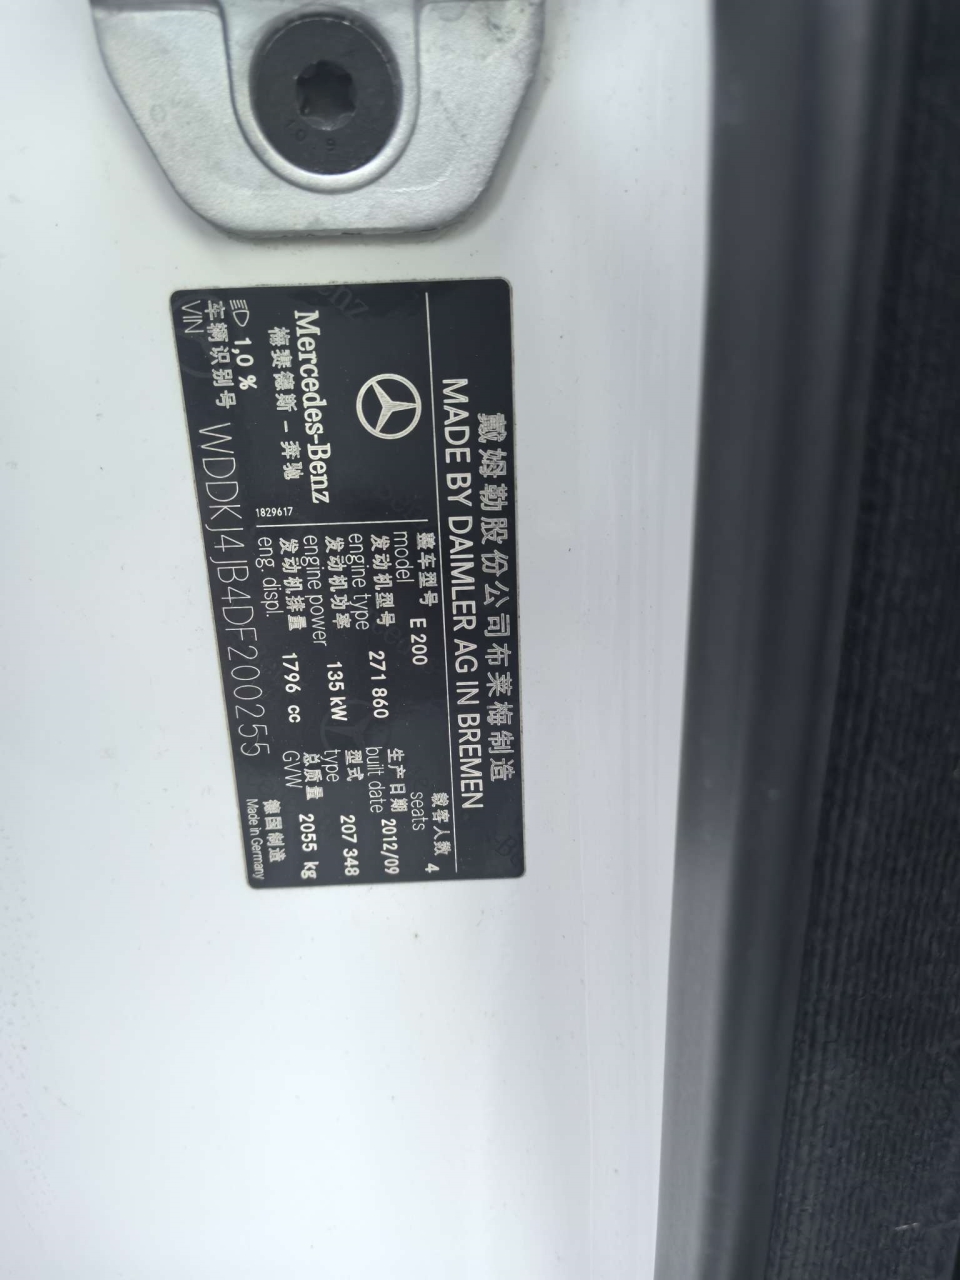 戴姆勒股份公司布莱梅制造
MADE BY DAIMLER AG IN BREMEN
Mercedes-Benz
梅赛德斯－奔驰
1829617
整车型号
model E 200
载客人数
seats 4
发动机型号
engine type 271 860
生产日期
built date 2012/09
发动机功率
engine power 135 kW
型式
type 207 348
发动机排量
eng. displ. 1796 cc
总质量
GVW 2055 kg
1,0 %
车辆识别号
VIN WDDKJ4JB4DF200255
德国制造
Made in Germany